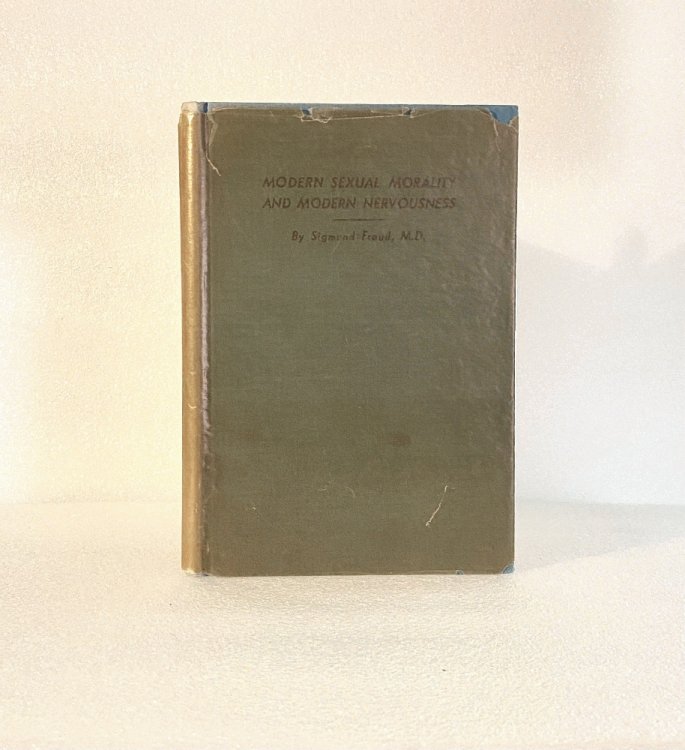 MODERN SEXUAL MORALITY
AND MODERN NERVOUSNESS
By Sigmund Freud, M.D.